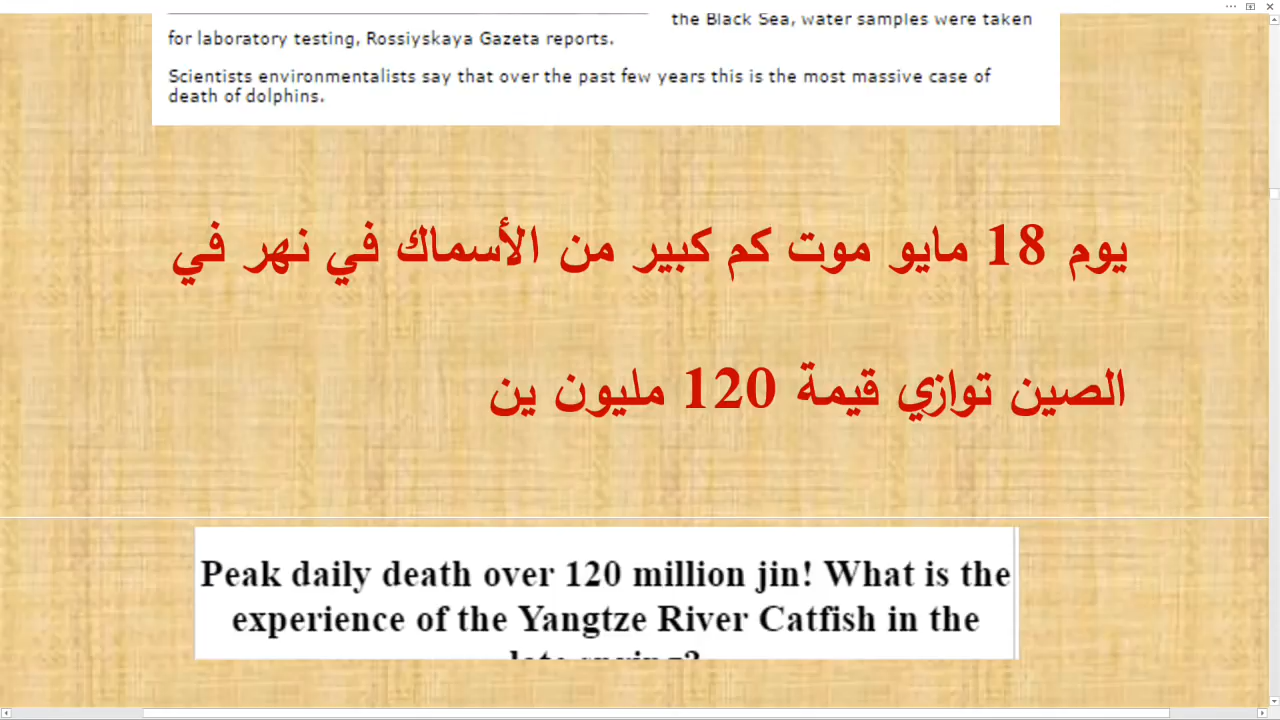 the Black Sea, water samples were taken
for laboratory testing, Rossiyskaya Gazeta reports.
Scientists environmentalists say that over the past few years this is the most massive case of
death of dolphins.
يوم 18 مايو موت كم كبير من الأسماك في نهر في
الصين توازي قيمة 120 مليون ين
Peak daily death over 120 million jin! What is the
experience of the Yangtze River Catfish in the
late spring?